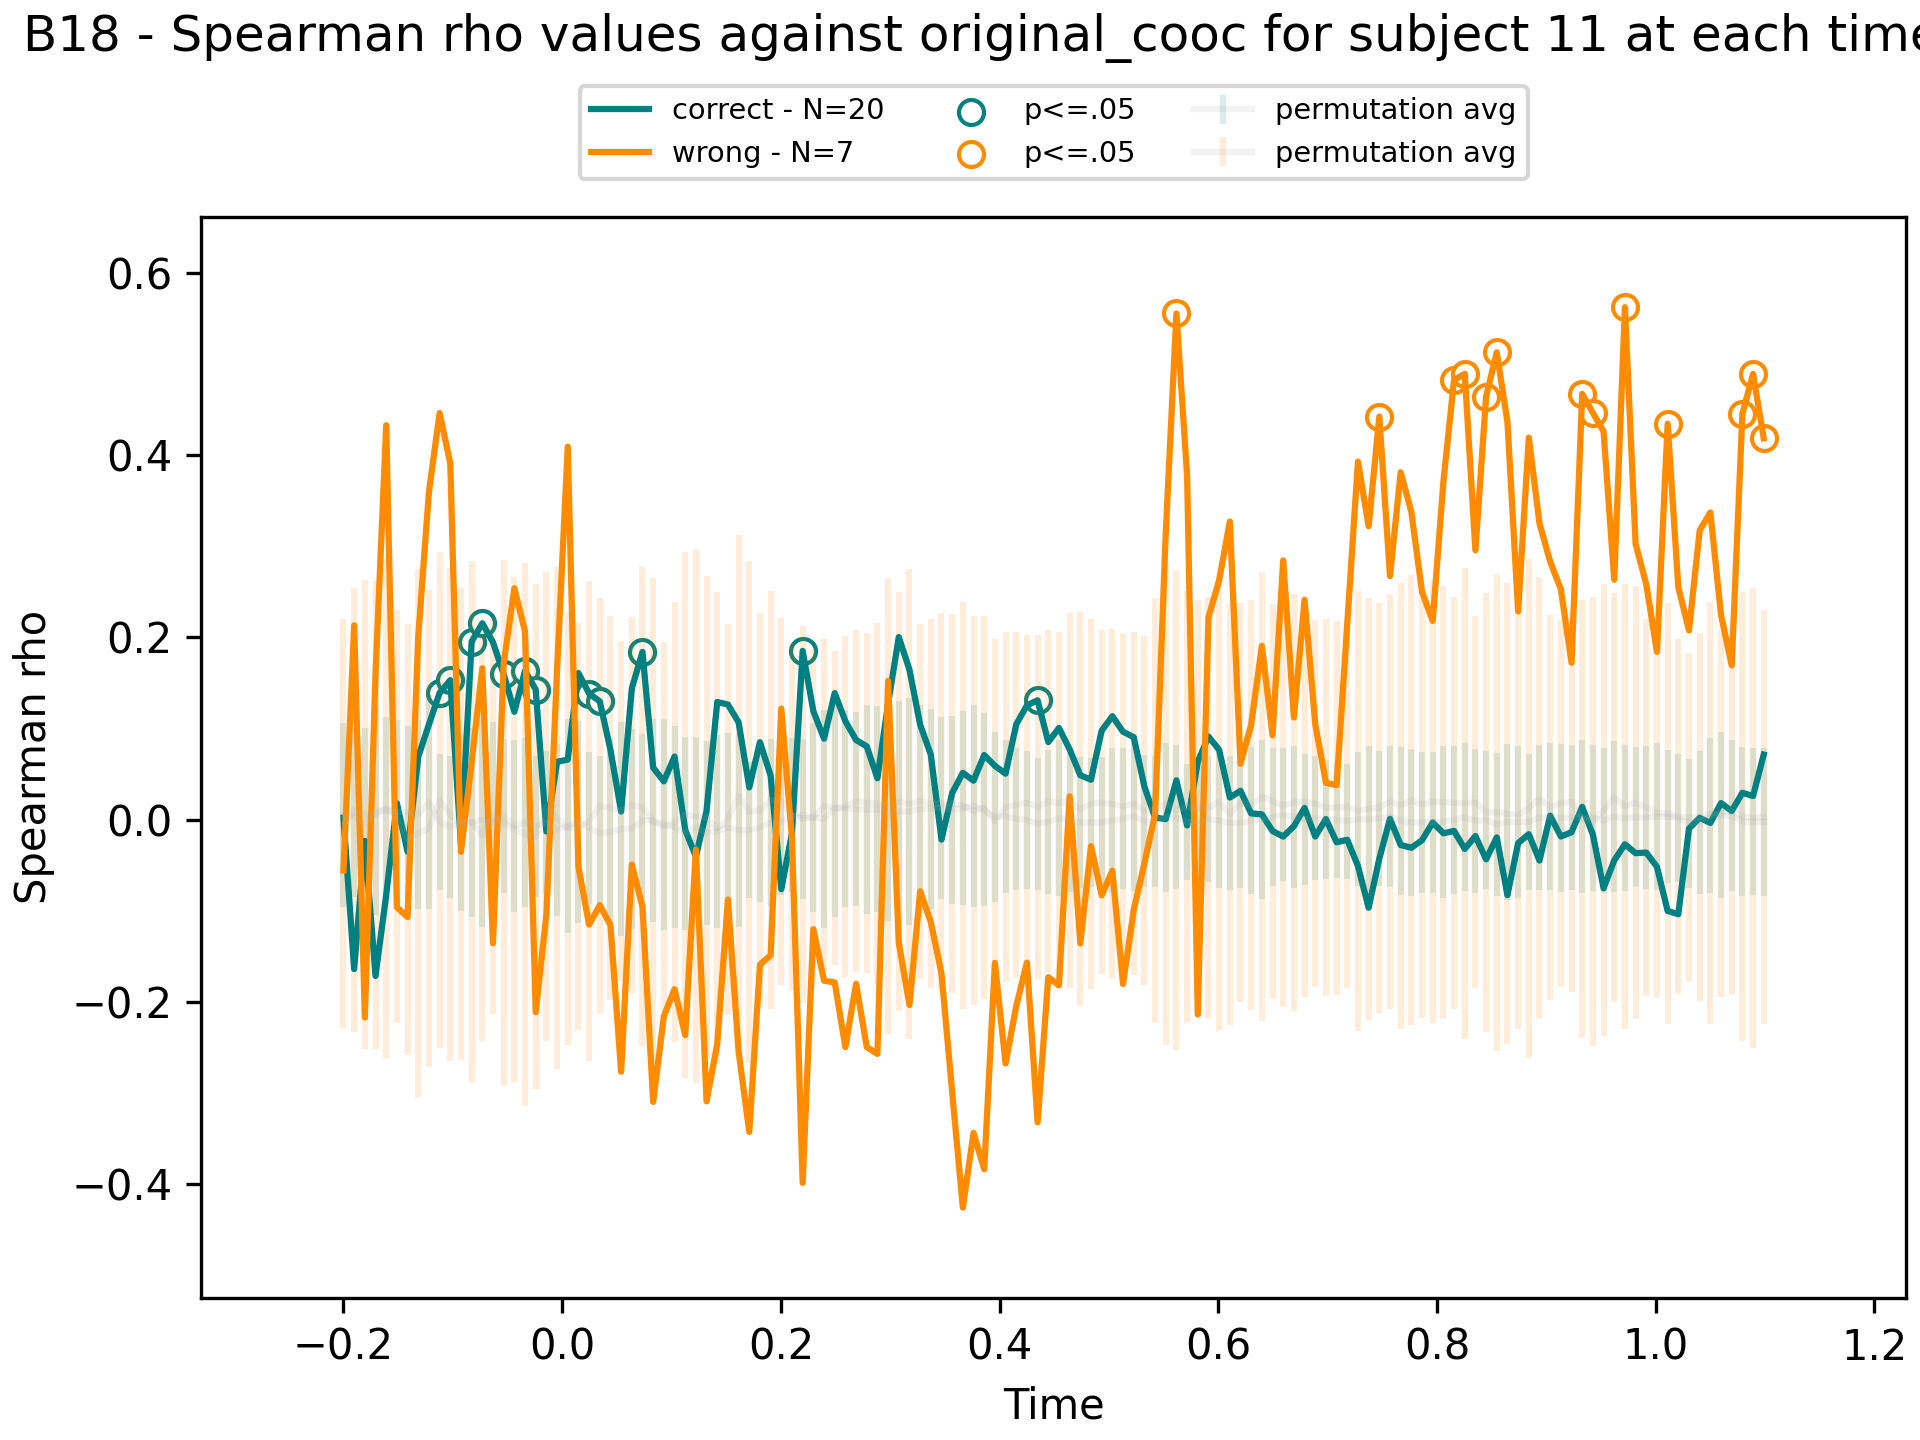 B18 - Spearman rho values against original_cooc for subject 11 at each time
correct - N=20 p<=.05 permutation avg
wrong - N=7 p<=.05 permutation avg
Spearman rho
0.6
0.4
0.2
0.0
−0.2
−0.4
−0.2 0.0 0.2 0.4 0.6 0.8 1.0 1.2
Time